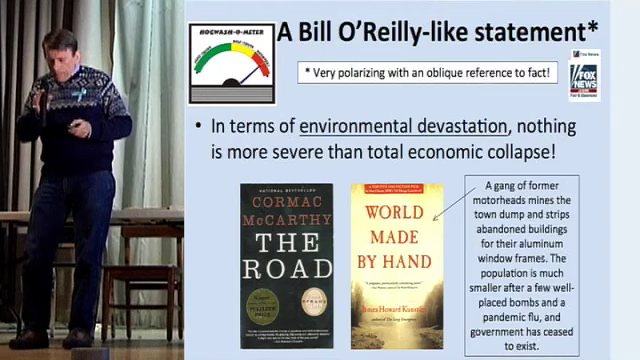 HOGWASH-O-METER
A Bill O'Reilly-like statement*
* Very polarizing with an oblique reference to fact!
Fox News
FOX
NEWS
• In terms of environmental devastation, nothing
is more severe than total economic collapse!
NATIONAL BESTSELLER
CORMAC
McCARTHY
THE
ROAD
WORLD
MADE
BY HAND
James Howard Kunstler
A gang of former
motorheads mines the
town dump and strips
abandoned buildings
for their aluminum
window frames. The
population is much
smaller after a few well-
placed bombs and a
pandemic flu, and
government has ceased
to exist.